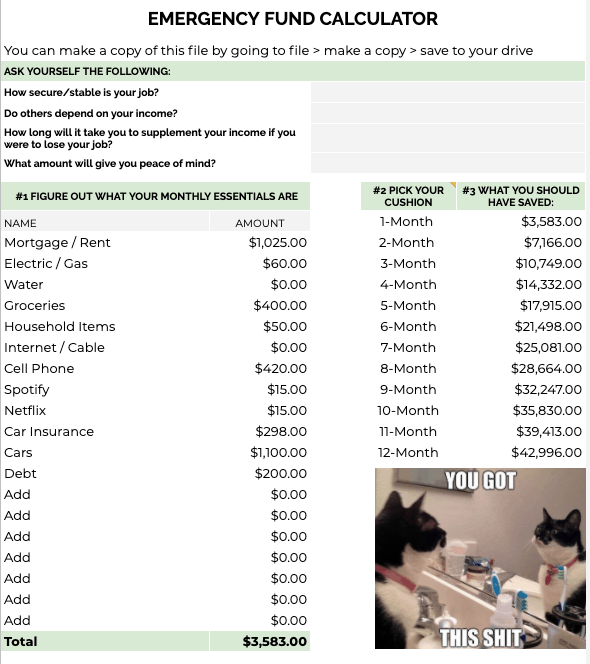 EMERGENCY FUND CALCULATOR
You can make a copy of this file by going to file > make a copy > save to your drive
ASK YOURSELF THE FOLLOWING:
How secure/stable is your job?
Do others depend on your income?
How long will it take you to supplement your income if you
were to lose your job?
What amount will give you peace of mind?
#1 FIGURE OUT WHAT YOUR MONTHLY ESSENTIALS ARE
NAME AMOUNT
Mortgage / Rent $1,025.00
Electric / Gas $60.00
Water $0.00
Groceries $400.00
Household Items $50.00
Internet / Cable $0.00
Cell Phone $420.00
Spotify $15.00
Netflix $15.00
Car Insurance $298.00
Cars $1,100.00
Debt $200.00
Add $0.00
Add $0.00
Add $0.00
Add $0.00
Add $0.00
Add $0.00
Add $0.00
Total $3,583.00
#2 PICK YOUR
CUSHION
#3 WHAT YOU SHOULD
HAVE SAVED:
1-Month $3,583.00
2-Month $7,166.00
3-Month $10,749.00
4-Month $14,332.00
5-Month $17,915.00
6-Month $21,498.00
7-Month $25,081.00
8-Month $28,664.00
9-Month $32,247.00
10-Month $35,830.00
11-Month $39,413.00
12-Month $42,996.00
YOU GOT
THIS SHIT